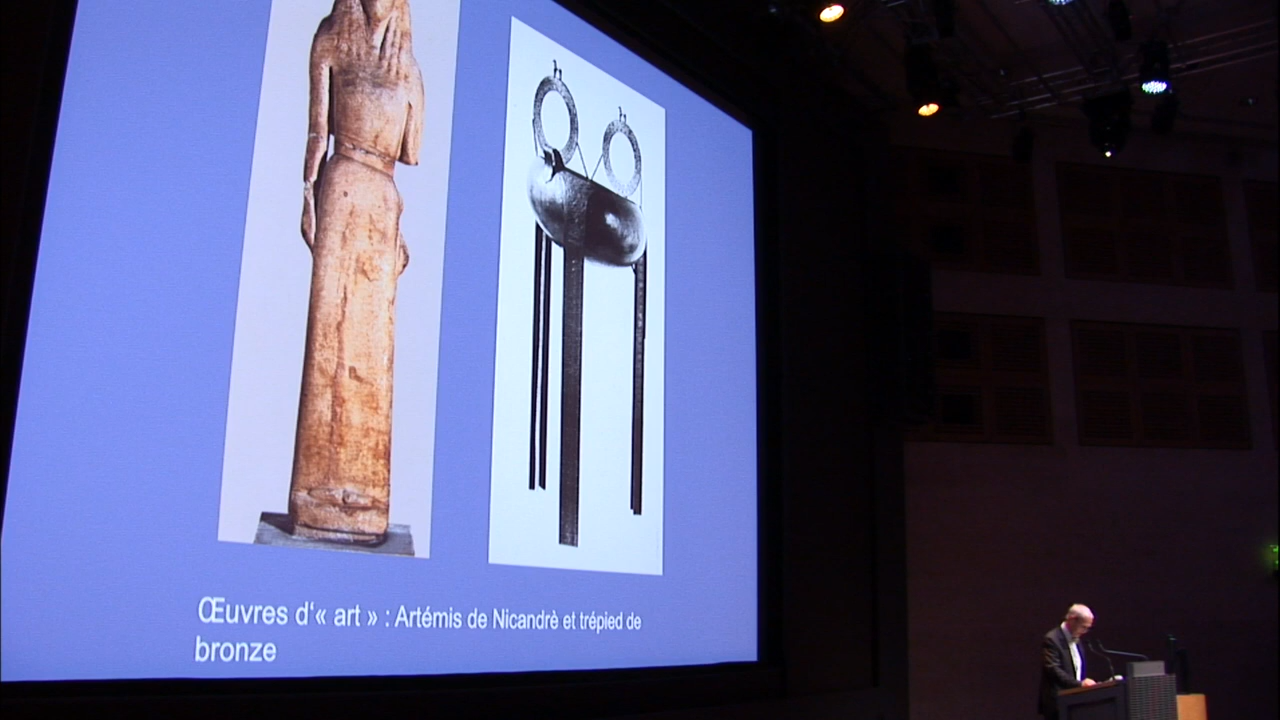 Œuvres d'« art » : Artémis de Nicandrè et trépied de
bronze